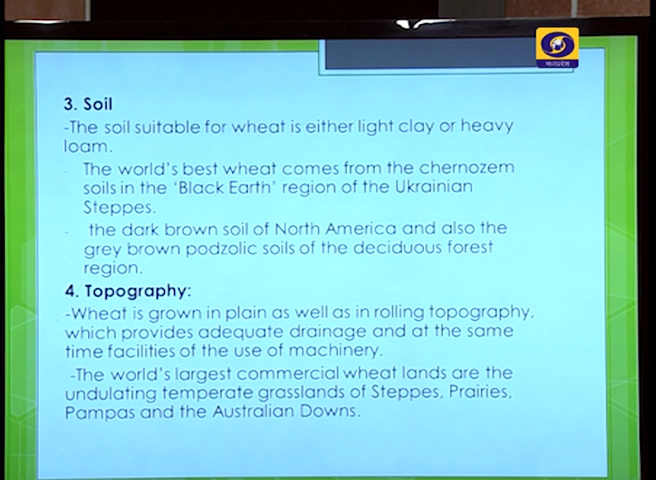 मध्यप्रदेश
3. Soil
-The soil suitable for wheat is either light clay or heavy
loam.
- The world's best wheat comes from the chernozem
soils in the 'Black Earth' region of the Ukrainian
Steppes.
- the dark brown soil of North America and also the
grey brown podzolic soils of the deciduous forest
region.
4. Topography:
-Wheat is grown in plain as well as in rolling topography,
which provides adequate drainage and at the same
time facilities of the use of machinery.
-The world's largest commercial wheat lands are the
undulating temperate grasslands of Steppes, Prairies,
Pampas and the Australian Downs.